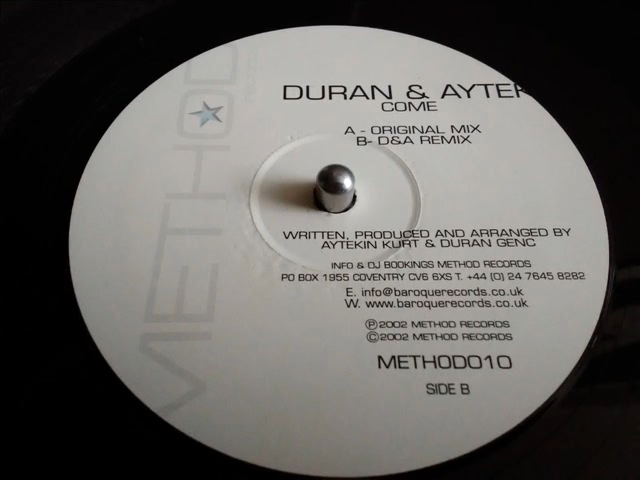 METHOD
DURAN & AYTEK
COME
A - ORIGINAL MIX
B- D&A REMIX
WRITTEN, PRODUCED AND ARRANGED BY
AYTEKIN KURT & DURAN GENC
INFO & DJ BOOKINGS METHOD RECORDS
PO BOX 1955 COVENTRY CV6 6XS T. +44 (0) 24 7645 8282
E. info@baroquerecords.co.uk
W. www.baroquerecords.co.uk
Ⓟ2002 METHOD RECORDS
©2002 METHOD RECORDS
METHOD010
SIDE B